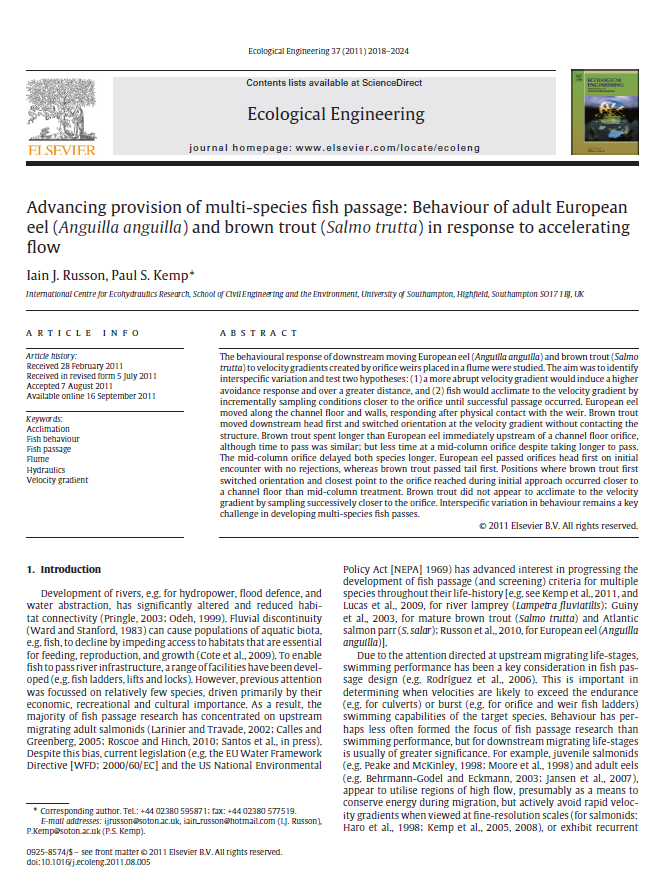 Ecological Engineering 37 (2011) 2018–2024
Contents lists available at ScienceDirect
Ecological Engineering
journal homepage: www.elsevier.com/locate/ecoleng
ELSEVIER
ECOLOGICAL
ENGINEERING
Advancing provision of multi-species fish passage: Behaviour of adult European
eel (Anguilla anguilla) and brown trout (Salmo trutta) in response to accelerating
flow
Iain J. Russon, Paul S. Kemp*
International Centre for Ecohydraulics Research, School of Civil Engineering and the Environment, University of Southampton, Highfield, Southampton SO17 1BJ, UK
ARTICLE INFO
Article history:
Received 28 February 2011
Received in revised form 5 July 2011
Accepted 7 August 2011
Available online 16 September 2011
Keywords:
Acclimation
Fish behaviour
Fish passage
Flume
Hydraulics
Velocity gradient
ABSTRACT
The behavioural response of downstream moving European eel (Anguilla anguilla) and brown trout (Salmo
trutta) to velocity gradients created by orifice weirs placed in a flume were studied. The aim was to identify
interspecific variation and test two hypotheses: (1) a more abrupt velocity gradient would induce a higher
avoidance response and over a greater distance, and (2) fish would acclimate to the velocity gradient by
incrementally sampling conditions closer to the orifice until successful passage occurred. European eel
moved along the channel floor and walls, responding after physical contact with the weir. Brown trout
moved downstream head first and switched orientation at the velocity gradient without contacting the
structure. Brown trout spent longer than European eel immediately upstream of a channel floor orifice,
although time to pass was similar; but less time at a mid-column orifice despite taking longer to pass.
The mid-column orifice delayed both species longer. European eel passed orifices head first on initial
encounter with no rejections, whereas brown trout passed tail first. Positions where brown trout first
switched orientation and closest point to the orifice reached during initial approach occurred closer to
a channel floor than mid-column treatment. Brown trout did not appear to acclimate to the velocity
gradient by sampling successively closer to the orifice. Interspecific variation in behaviour remains a key
challenge in developing multi-species fish passes.
© 2011 Elsevier B.V. All rights reserved.
1. Introduction
Development of rivers, e.g. for hydropower, flood defence, and
water abstraction, has significantly altered and reduced habi-
tat connectivity (Pringle, 2003; Odeh, 1999). Fluvial discontinuity
(Ward and Stanford, 1983) can cause populations of aquatic biota,
e.g. fish, to decline by impeding access to habitats that are essential
for feeding, reproduction, and growth (Cote et al., 2009). To enable
fish to pass river infrastructure, a range of facilities have been devel-
oped (e.g. fish ladders, lifts and locks). However, previous attention
was focussed on relatively few species, driven primarily by their
economic, recreational and cultural importance. As a result, the
majority of fish passage research has concentrated on upstream
migrating adult salmonids (Larinier and Travade, 2002; Calles and
Greenberg, 2005; Roscoe and Hinch, 2010; Santos et al., in press).
Despite this bias, current legislation (e.g. the EU Water Framework
Directive [WFD; 2000/60/EC] and the US National Environmental
* Corresponding author. Tel.: +44 02380 595871; fax: +44 02380 577519.
E-mail addresses: ijrusson@soton.ac.uk, iain_russon@hotmail.com (I.J. Russon),
P.Kemp@soton.ac.uk (P.S. Kemp).
0925-8574/$ – see front matter © 2011 Elsevier B.V. All rights reserved.
doi:10.1016/j.ecoleng.2011.08.005
Policy Act [NEPA] 1969) has advanced interest in progressing the
development of fish passage (and screening) criteria for multiple
species throughout their life-history [e.g. see Kemp et al., 2011, and
Lucas et al., 2009, for river lamprey (Lampetra fluviatilis); Guiny
et al., 2003, for mature brown trout (Salmo trutta) and Atlantic
salmon parr (S. salar); Russon et al., 2010, for European eel (Anguilla
anguilla)].
Due to the attention directed at upstream migrating life-stages,
swimming performance has been a key consideration in fish pas-
sage design (e.g. Rodríguez et al., 2006). This is important in
determining when velocities are likely to exceed the endurance
(e.g. for culverts) or burst (e.g. for orifice and weir fish ladders)
swimming capabilities of the target species. Behaviour has per-
haps less often formed the focus of fish passage research than
swimming performance, but for downstream migrating life-stages
is usually of greater significance. For example, juvenile salmonids
(e.g. Peake and McKinley, 1998; Moore et al., 1998) and adult eels
(e.g. Behrmann-Godel and Eckmann, 2003; Jansen et al., 2007),
appear to utilise regions of high flow, presumably as a means to
conserve energy during migration, but actively avoid rapid veloc-
ity gradients when viewed at fine-resolution scales (for salmonids;
Haro et al., 1998; Kemp et al., 2005, 2008), or exhibit recurrent